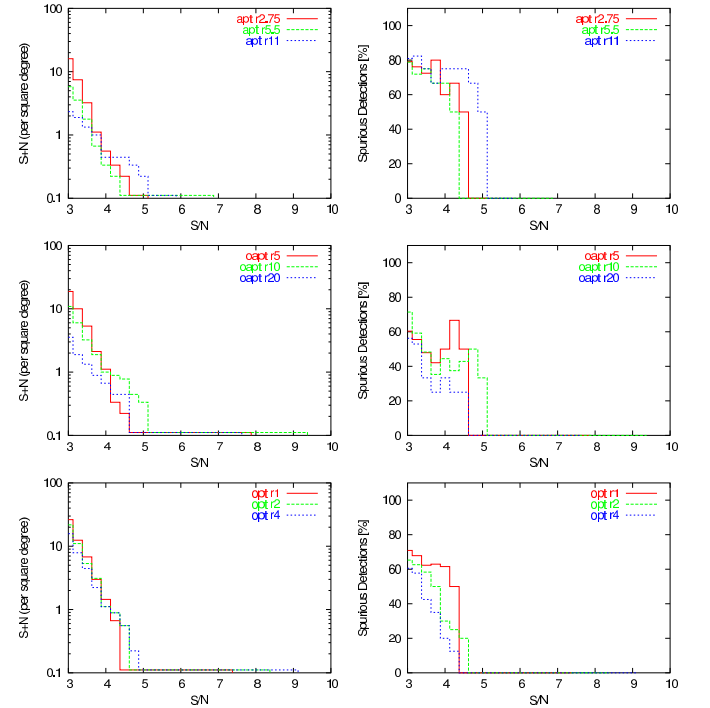 S+N (per square degree)
100
10
1
0.1
3 4 5 6 7 8 9 10
S/N
apt r2.75
apt r5.5
apt r11
Spurious Detections [%]
100
80
60
40
20
0
3 4 5 6 7 8 9 10
S/N
apt r2.75
apt r5.5
apt r11
S+N (per square degree)
100
10
1
0.1
3 4 5 6 7 8 9 10
S/N
oapt r5
oapt r10
oapt r20
Spurious Detections [%]
100
80
60
40
20
0
3 4 5 6 7 8 9 10
S/N
oapt r5
oapt r10
oapt r20
S+N (per square degree)
100
10
1
0.1
3 4 5 6 7 8 9 10
S/N
opt r1
opt r2
opt r4
Spurious Detections [%]
100
80
60
40
20
0
3 4 5 6 7 8 9 10
S/N
opt r1
opt r2
opt r4